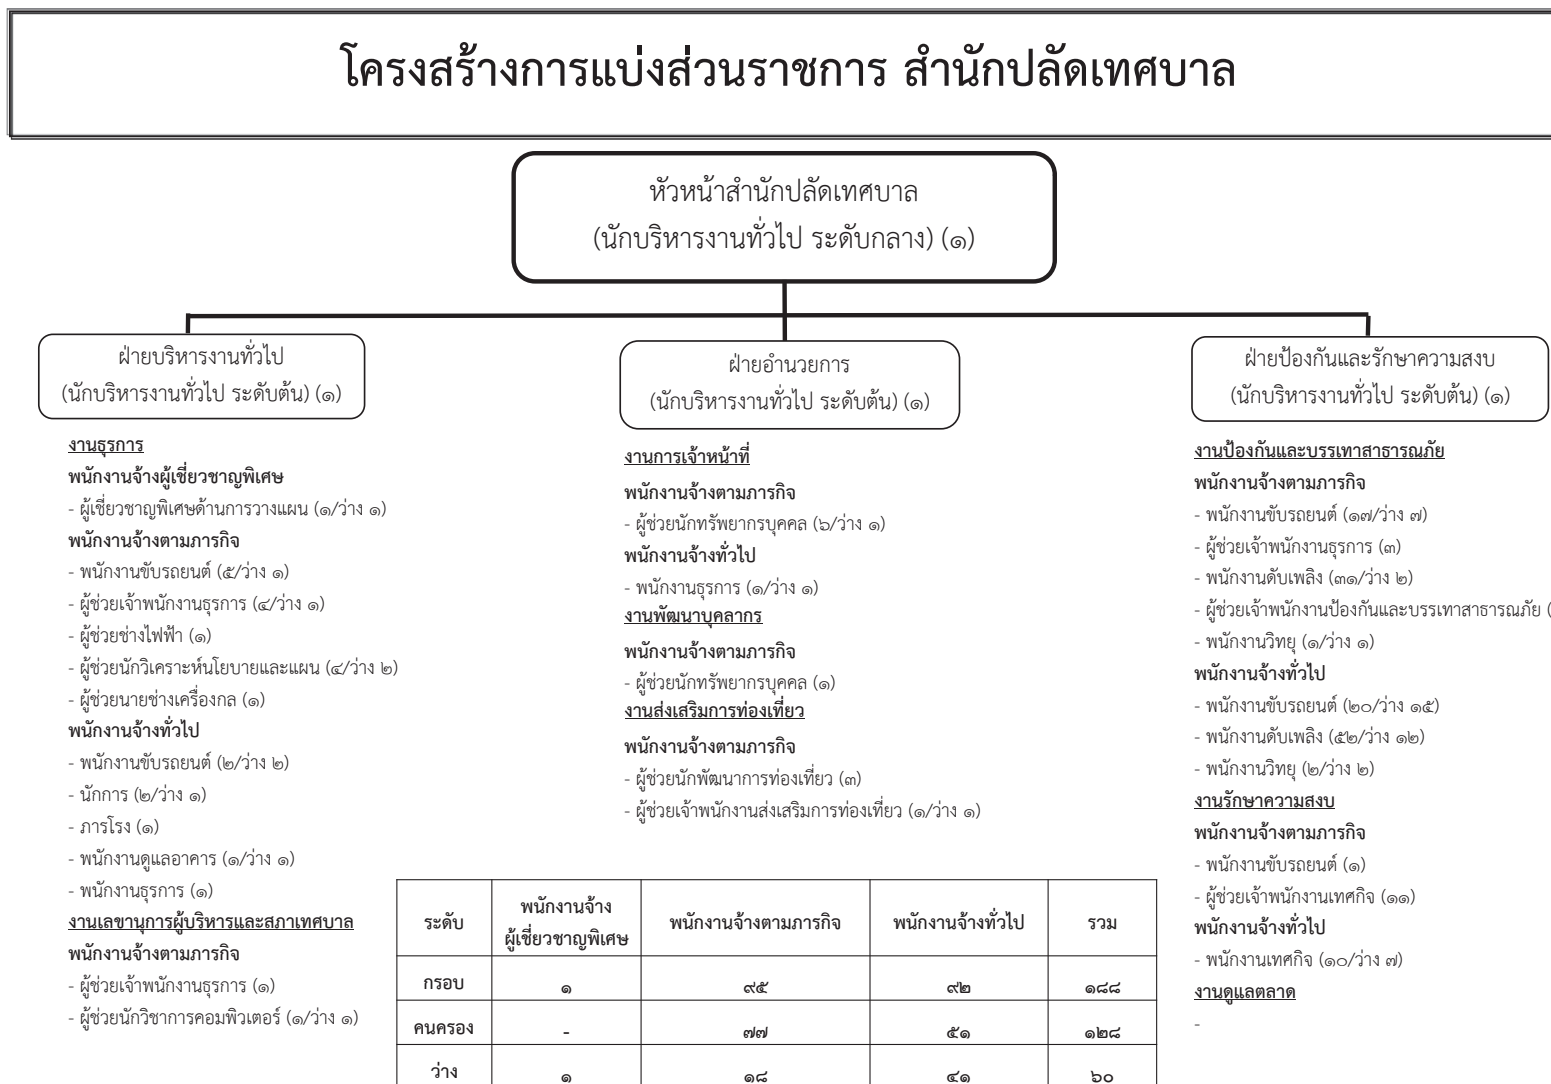 โครงสร้างการแบ่งส่วนราชการ สำนักปลัดเทศบาล
หัวหน้าสำนักปลัดเทศบาล
(นักบริหารงานทั่วไป ระดับกลาง) (๑)
ฝ่ายบริหารงานทั่วไป
(นักบริหารงานทั่วไป ระดับต้น) (๑)
งานธุรการ
พนักงานจ้างผู้เชี่ยวชาญพิเศษ
- ผู้เชี่ยวชาญพิเศษด้านการวางแผน (๑/ว่าง ๑)
พนักงานจ้างตามภารกิจ
- พนักงานขับรถยนต์ (๕/ว่าง ๑)
- ผู้ช่วยเจ้าพนักงานธุรการ (๔/ว่าง ๑)
- ผู้ช่วยช่างไฟฟ้า (๑)
- ผู้ช่วยนักวิเคราะห์นโยบายและแผน (๔/ว่าง ๒)
- ผู้ช่วยนายช่างเครื่องกล (๑)
พนักงานจ้างทั่วไป
- พนักงานขับรถยนต์ (๒/ว่าง ๒)
- นักการ (๒/ว่าง ๑)
- ภารโรง (๑)
- พนักงานดูแลอาคาร (๑/ว่าง ๑)
- พนักงานธุรการ (๑)
งานเลขานุการผู้บริหารและสภาเทศบาล
พนักงานจ้างตามภารกิจ
- ผู้ช่วยเจ้าพนักงานธุรการ (๑)
- ผู้ช่วยนักวิชาการคอมพิวเตอร์ (๑/ว่าง ๑)
ฝ่ายอำนวยการ
(นักบริหารงานทั่วไป ระดับต้น) (๑)
งานการเจ้าหน้าที่
พนักงานจ้างตามภารกิจ
- ผู้ช่วยนักทรัพยากรบุคคล (๖/ว่าง ๑)
พนักงานจ้างทั่วไป
- พนักงานธุรการ (๑/ว่าง ๑)
งานพัฒนาบุคลากร
พนักงานจ้างตามภารกิจ
- ผู้ช่วยนักทรัพยากรบุคคล (๑)
งานส่งเสริมการท่องเที่ยว
พนักงานจ้างตามภารกิจ
- ผู้ช่วยนักพัฒนาการท่องเที่ยว (๓)
- ผู้ช่วยเจ้าพนักงานส่งเสริมการท่องเที่ยว (๑/ว่าง ๑)
ฝ่ายป้องกันและรักษาความสงบ
(นักบริหารงานทั่วไป ระดับต้น) (๑)
งานป้องกันและบรรเทาสาธารณภัย
พนักงานจ้างตามภารกิจ
- พนักงานขับรถยนต์ (๑๗/ว่าง ๗)
- ผู้ช่วยเจ้าพนักงานธุรการ (๓)
- พนักงานดับเพลิง (๓๑/ว่าง ๒)
- ผู้ช่วยเจ้าพนักงานป้องกันและบรรเทาสาธารณภัย (
- พนักงานวิทยุ (๑/ว่าง ๑)
พนักงานจ้างทั่วไป
- พนักงานขับรถยนต์ (๒๐/ว่าง ๑๕)
- พนักงานดับเพลิง (๕๒/ว่าง ๑๒)
- พนักงานวิทยุ (๒/ว่าง ๒)
งานรักษาความสงบ
พนักงานจ้างตามภารกิจ
- พนักงานขับรถยนต์ (๑)
- ผู้ช่วยเจ้าพนักงานเทศกิจ (๑๑)
พนักงานจ้างทั่วไป
- พนักงานเทศกิจ (๑๐/ว่าง ๗)
งานดูแลตลาด
-
ระดับ พนักงานจ้าง ผู้เชี่ยวชาญพิเศษ พนักงานจ้างตามภารกิจ พนักงานจ้างทั่วไป รวม
กรอบ ๑ ๙๕ ๙๒ ๑๘๘
คนครอง - ๗๗ ๕๑ ๑๒๘
ว่าง ๑ ๑๘ ๔๑ ๖๐